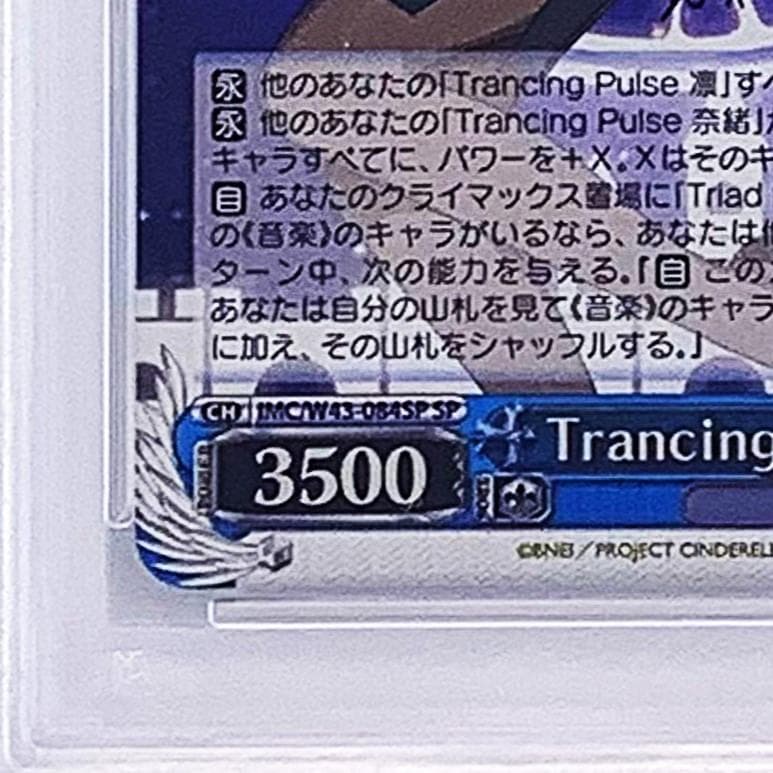 永 他のあなたの「Trancing Pulse 凛」す
永 他のあなたの「Trancing Pulse 奈緒」
キャラすべてに、パワーを＋X。Xはそのキ
自 あなたのクライマックス置場に「Triad
の《音楽》のキャラがいるなら、あなたは
ターン中、次の能力を与える。「自 この
あなたは自分の山札を見て《音楽》のキャラ
に加え、その山札をシャッフルする。」
CH IMC/W43-084SP SP
POWER 3500 Trancing
SOUL
©BNEI／PROJECT CINDEREL